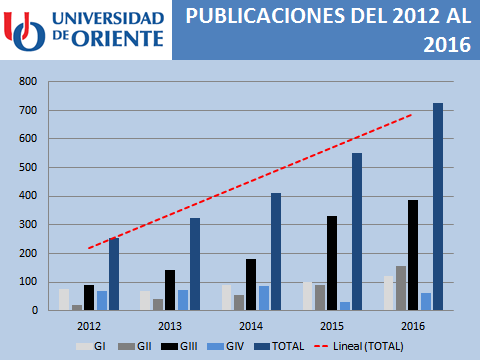 UNIVERSIDAD
DE ORIENTE
PUBLICACIONES DEL 2012 AL
2016
800
700
600
500
400
300
200
100
0
2012 2013 2014 2015 2016
GI GII GIII GIV TOTAL Lineal (TOTAL)